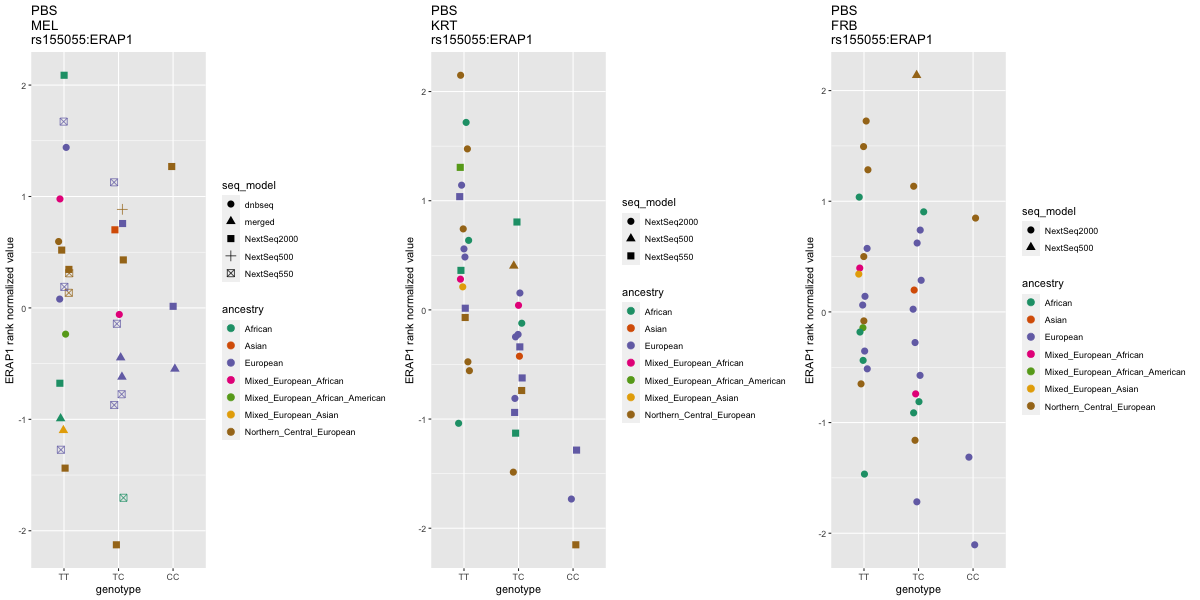 PBS
MEL
rs155055:ERAP1
ERAP1 rank normalized value
2
1
0
-1
-2
TT
TC
CC
genotype
seq_model
dnbseq
merged
NextSeq2000
NextSeq500
NextSeq550
ancestry
African
Asian
European
Mixed_European_African
Mixed_European_African_American
Mixed_European_Asian
Northern_Central_European
PBS
KRT
rs155055:ERAP1
ERAP1 rank normalized value
2
1
0
-1
-2
TT
TC
CC
genotype
seq_model
NextSeq2000
NextSeq500
NextSeq550
ancestry
African
Asian
European
Mixed_European_African
Mixed_European_African_American
Mixed_European_Asian
Northern_Central_European
PBS
FRB
rs155055:ERAP1
ERAP1 rank normalized value
2
1
0
-1
-2
TT
TC
CC
genotype
seq_model
NextSeq2000
NextSeq500
ancestry
African
Asian
European
Mixed_European_African
Mixed_European_African_American
Mixed_European_Asian
Northern_Central_European